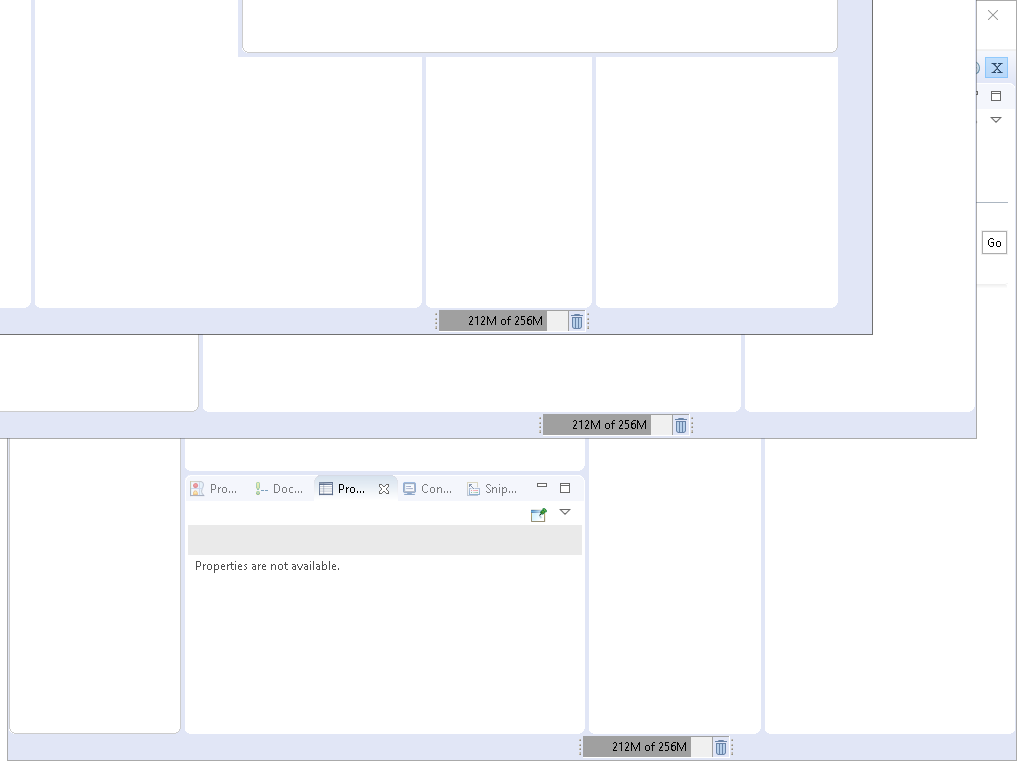 X
Go
212M of 256M
212M of 256M
Pro...
Doc...
Pro...
Con...
Snip...
Properties are not available.
212M of 256M